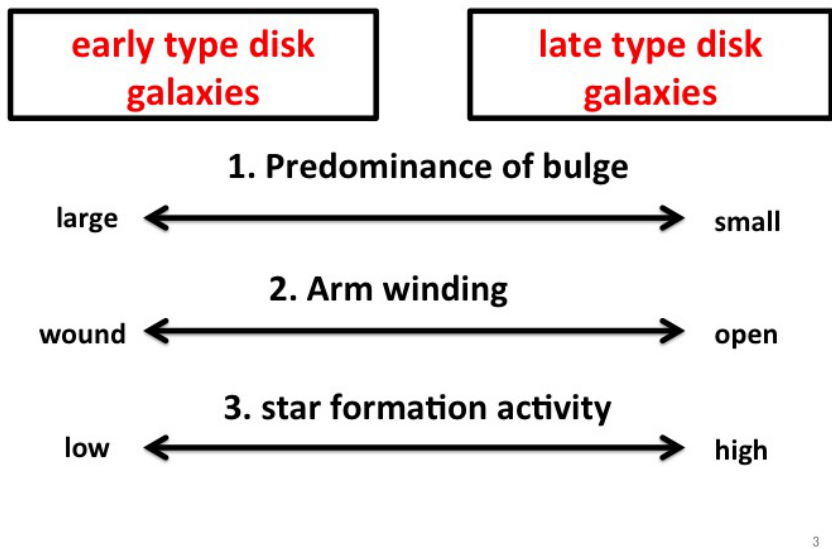 early type disk
galaxies
late type disk
galaxies
1. Predominance of bulge
large
small
2. Arm winding
wound
open
3. star formation activity
low
high
3